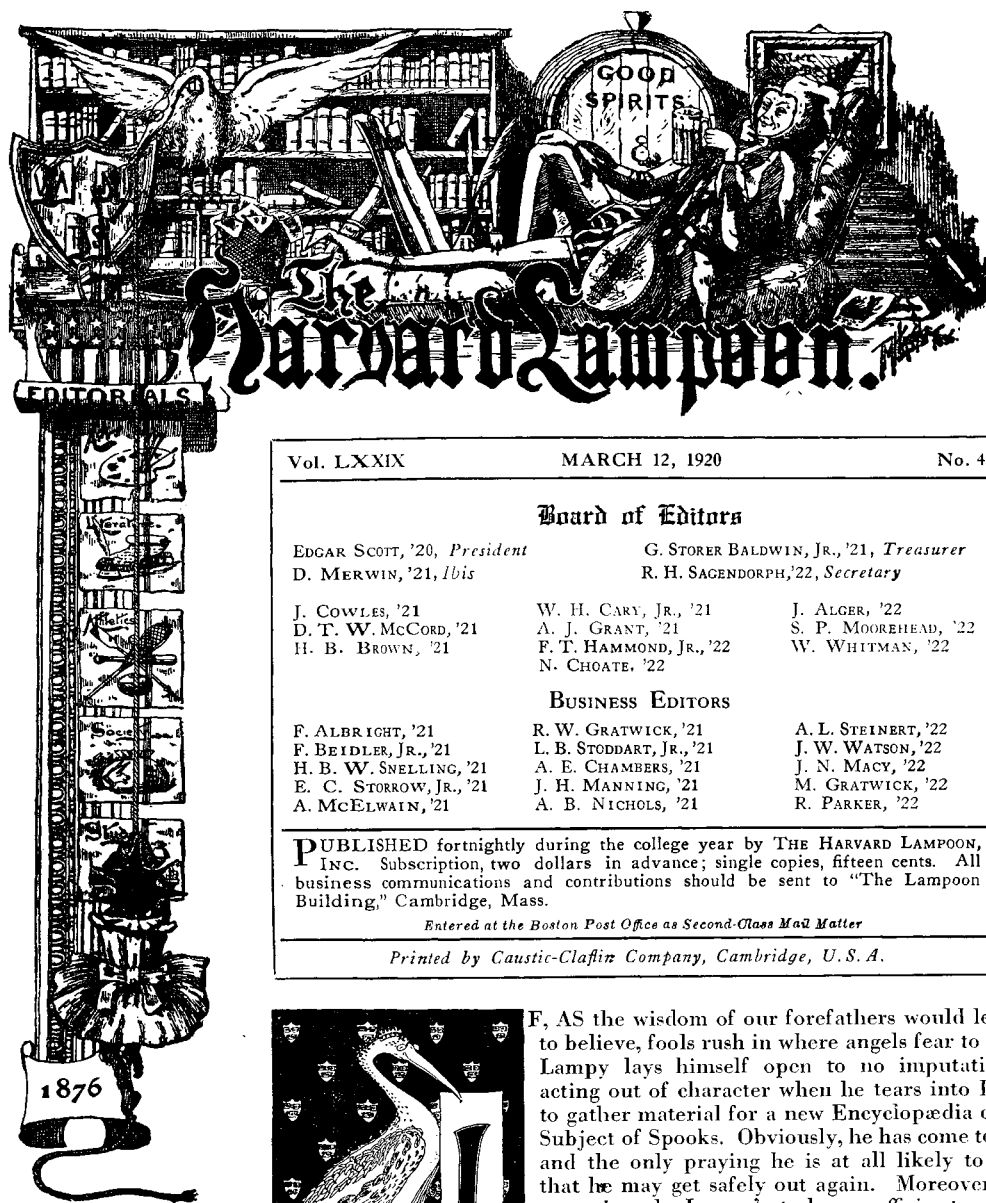 GOOD
SPIRITS
&
VARI
TAS
The
Harvard Lampoon.
EDITORIALS
Art
Literature
Athletics
Society
1876
Vol. LXXIX MARCH 12, 1920 No. 4
Board of Editors
EDGAR SCOTT, '20, President G. STORER BALDWIN, JR., '21, Treasurer
D. MERWIN, '21, Ibis R. H. SAGENDORPH, '22, Secretary
J. COWLES, '21 W. H. CARY, JR., '21 J. ALGER, '22
D. T. W. MCCORD, '21 A. J. GRANT, '21 S. P. MOOREHEAD, '22
H. B. BROWN, '21 F. T. HAMMOND, JR., '22 W. WHITMAN, '22
N. CHOATE, '22
BUSINESS EDITORS
F. ALBRIGHT, '21 R. W. GRATWICK, '21 A. L. STEINERT, '22
F. BEIDLER, JR., '21 L. B. STODDART, JR., '21 J. W. WATSON, '22
H. B. W. SNELLING, '21 A. E. CHAMBERS, '21 J. N. MACY, '22
E. C. STORROW, JR., '21 J. H. MANNING, '21 M. GRATWICK, '22
A. MCELWAIN, '21 A. B. NICHOLS, '21 R. PARKER, '22
PUBLISHED fortnightly during the college year by THE HARVARD LAMPOON,
INC. Subscription, two dollars in advance; single copies, fifteen cents. All
business communications and contributions should be sent to "The Lampoon
Building," Cambridge, Mass.
Entered at the Boston Post Office as Second-Class Mail Matter
Printed by Caustic-Claflin Company, Cambridge, U.S.A.
IF, AS the wisdom of our forefathers would le
to believe, fools rush in where angels fear to
Lampy lays himself open to no imputati
acting out of character when he tears into
to gather material for a new Encyclopædia o
Subject of Spooks. Obviously, he has come t
and the only praying he is at all likely to
that he may get safely out again. Moreover